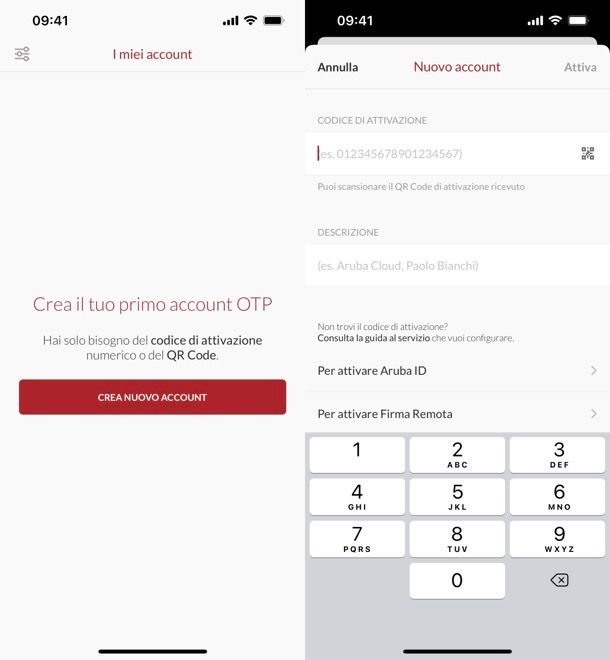 09:41
I miei account
Crea il tuo primo account OTP
Hai solo bisogno del codice di attivazione
numerico o del QR Code.
CREA NUOVO ACCOUNT
09:41
Annulla
Nuovo account
Attiva
CODICE DI ATTIVAZIONE
(es. 012345678901234567)
Puoi scansionare il QR Code di attivazione ricevuto
DESCRIZIONE
(es. Aruba Cloud, Paolo Bianchi)
Non trovi il codice di attivazione?
Consulta la guida al servizio che vuoi configurare.
Per attivare Aruba ID
Per attivare Firma Remota
1
2
ABC
3
DEF
4
GHI
5
JKL
6
MNO
7
PQRS
8
TUV
9
WXYZ
0